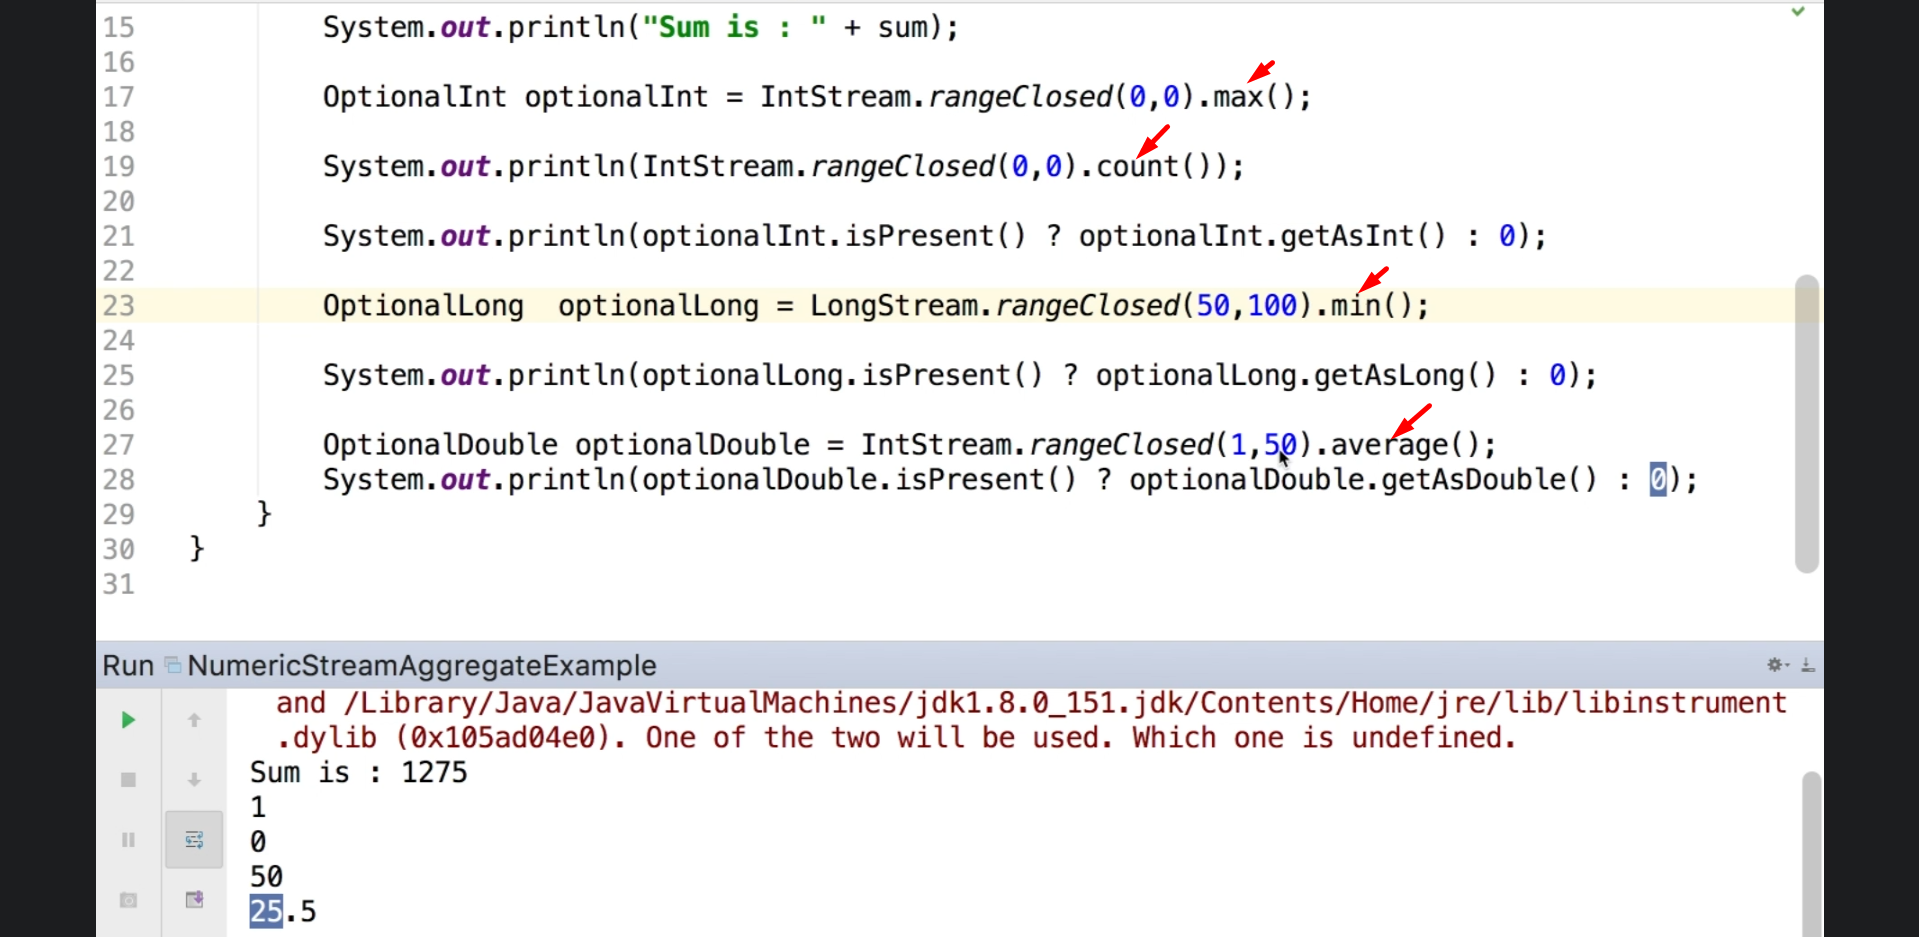 15 System.out.println("Sum is : " + sum);
16
17 OptionalInt optionalInt = IntStream.rangeClosed(0,0).max();
18
19 System.out.println(IntStream.rangeClosed(0,0).count());
20
21 System.out.println(optionalInt.isPresent() ? optionalInt.getAsInt() : 0);
22
23 OptionalLong  optionalLong = LongStream.rangeClosed(50,100).min();
24
25 System.out.println(optionalLong.isPresent() ? optionalLong.getAsLong() : 0);
26
27 OptionalDouble optionalDouble = IntStream.rangeClosed(1,50).average();
28 System.out.println(optionalDouble.isPresent() ? optionalDouble.getAsDouble() : 0);
29 }
30 }
31
Run NumericStreamAggregateExample
and /Library/Java/JavaVirtualMachines/jdk1.8.0_151.jdk/Contents/Home/jre/lib/libinstrument
.dylib (0x105ad04e0). One of the two will be used. Which one is undefined.
Sum is : 1275
1
0
50
25.5